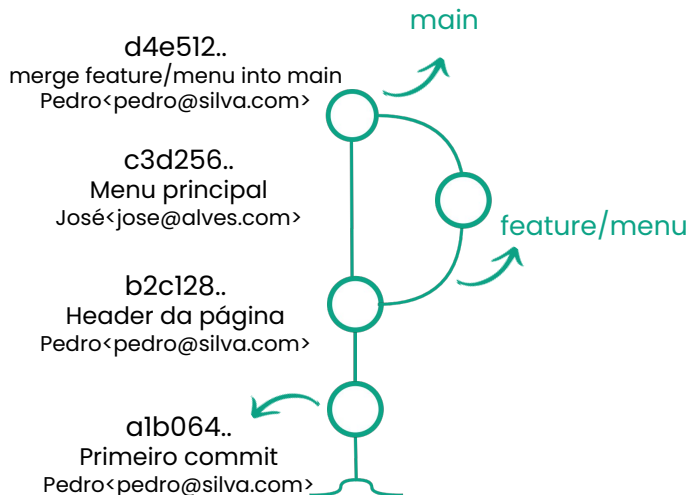 main
d4e512..
merge feature/menu into main
Pedro<pedro@silva.com>
c3d256..
Menu principal
José<jose@alves.com>
feature/menu
b2c128..
Header da página
Pedro<pedro@silva.com>
a1b064..
Primeiro commit
Pedro<pedro@silva.com>